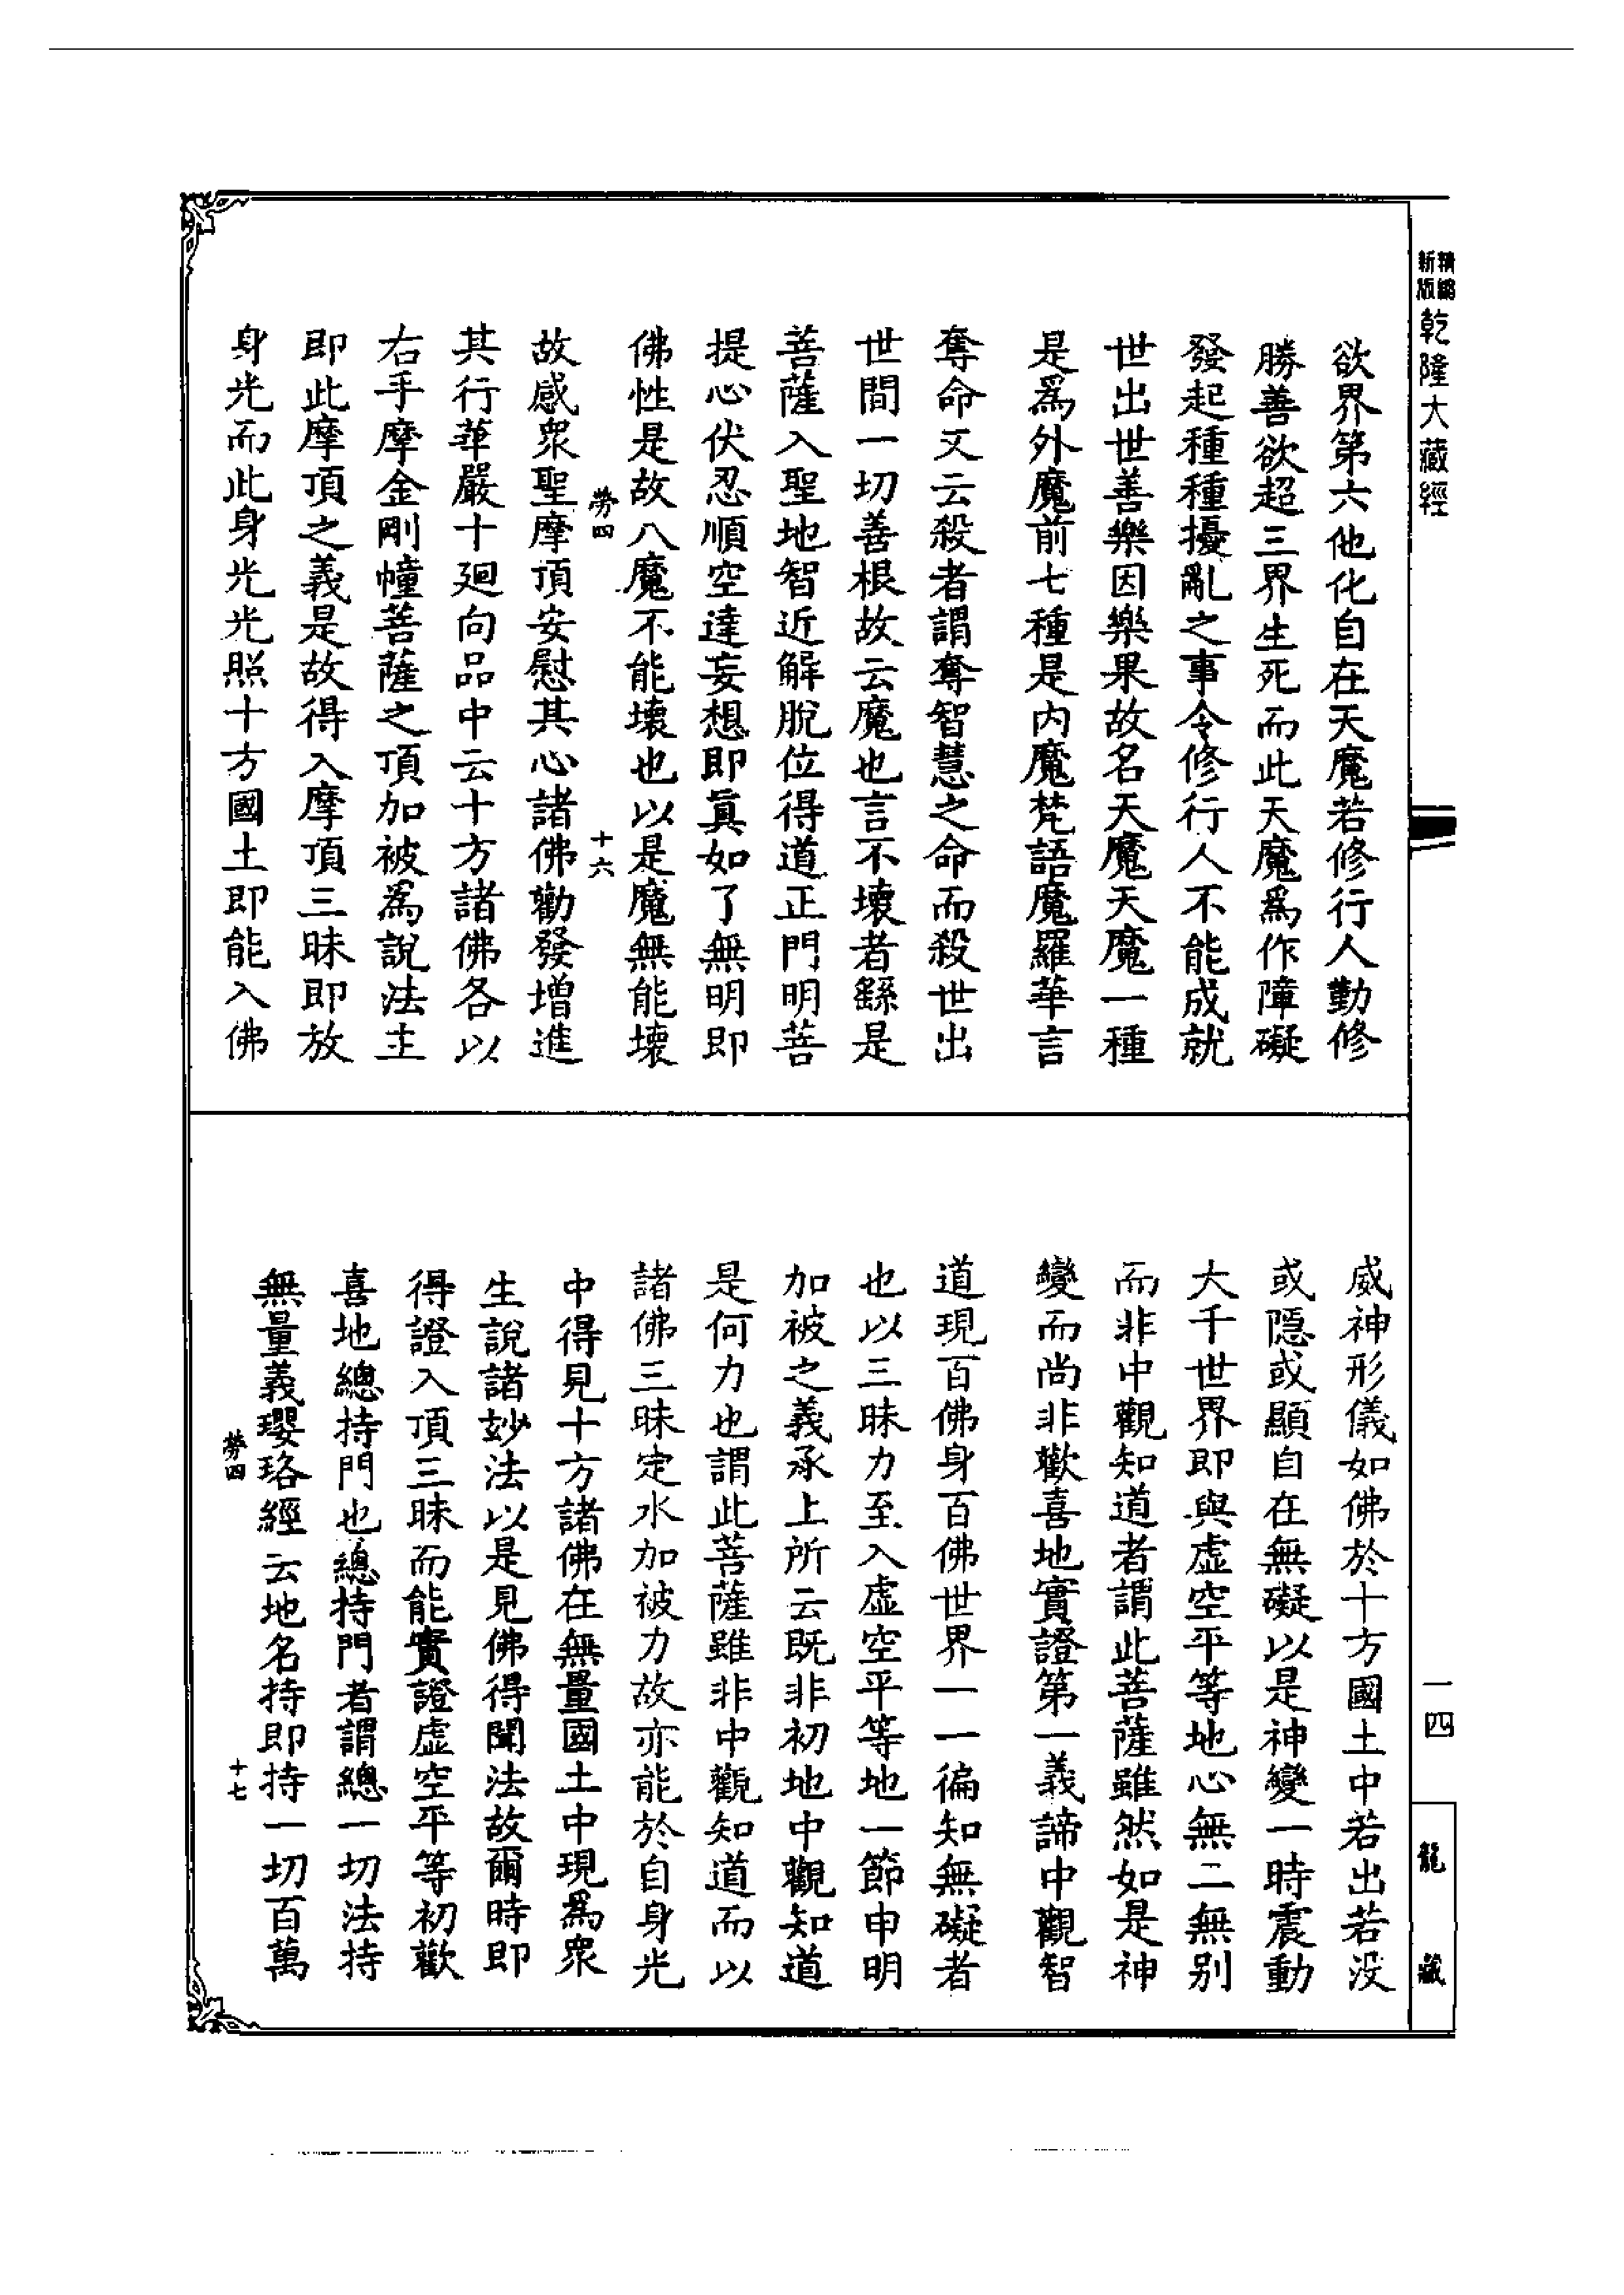 新版精編
乾隆大藏經
欲界第六他化自在天魔若修行人勤修
勝善欲超三界生死而此天魔爲作障礙
發起種種擾亂之事令修行人不能成就
世出世善樂因樂果故名天魔天魔一種
是爲外魔前七種是内魔梵語魔羅華言
奪命又云殺者謂奪智慧之命而殺世出
世間一切善根故云魔也言不壞者繇是
菩薩入聖地智近解脫位得道正門明菩
提心伏忍順空達妄想即眞如了無明即
佛性是故八魔不能壞也以是魔無能壞
勞四
十六
故感衆聖摩頂安慰其心諸佛勸發增進
其行華嚴十廻向品中云十方諸佛各以
右手摩金剛幢菩薩之頂加被爲說法主
即此摩頂之義是故得入摩頂三昧即放
身光而此身光光照十方國土即能入佛
威神形儀如佛於十方國土中若出若没
或隱或顯自在無礙以是神變一時震動
大千世界即與虛空平等地心無二無别
而非中觀知道者謂此菩薩雖然如是神
變而尚非歡喜地實證第一義諦中觀智
道現百佛身百佛世界一一徧知無礙者
也以三昧力至入虛空平等地一節申明
加被之義承上所云既非初地中觀知道
是何力也謂此菩薩雖非中觀知道而以
諸佛三昧定水加被力故亦能於自身光
中得見十方諸佛在無量國土中現爲衆
生說諸妙法以是見佛得聞法故爾時即
得證入頂三昧而能實證虛空平等初歡
喜地總持門也總持門者謂總一切法持
無量義瓔珞經云地名持即持一切百萬
勞四
十七
一四
龍藏